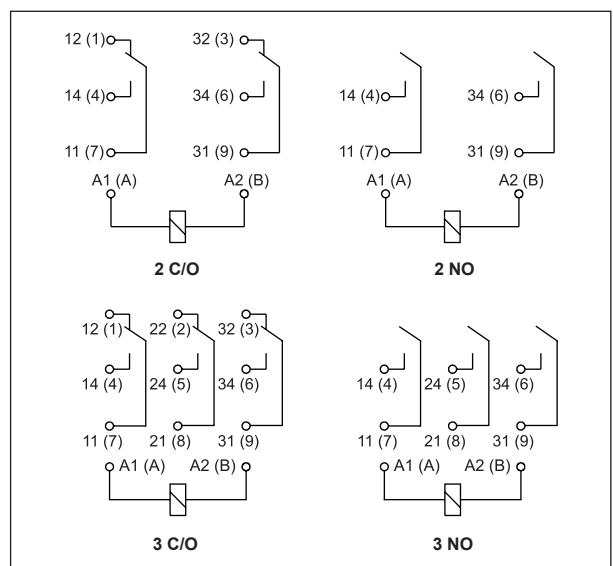 12 (1) 32 (3)
14 (4) 34 (6) 14 (4) 34 (6)
11 (7) 31 (9) 11 (7) 31 (9)
A1 (A) A2 (B) A1 (A) A2 (B)
2 C/O 2 NO
12 (1) 22 (2) 32 (3)
14 (4) 24 (5) 34 (6) 14 (4) 24 (5) 34 (6)
11 (7) 21 (8) 31 (9) 11 (7) 21 (8) 31 (9)
A1 (A) A2 (B) A1 (A) A2 (B)
3 C/O 3 NO